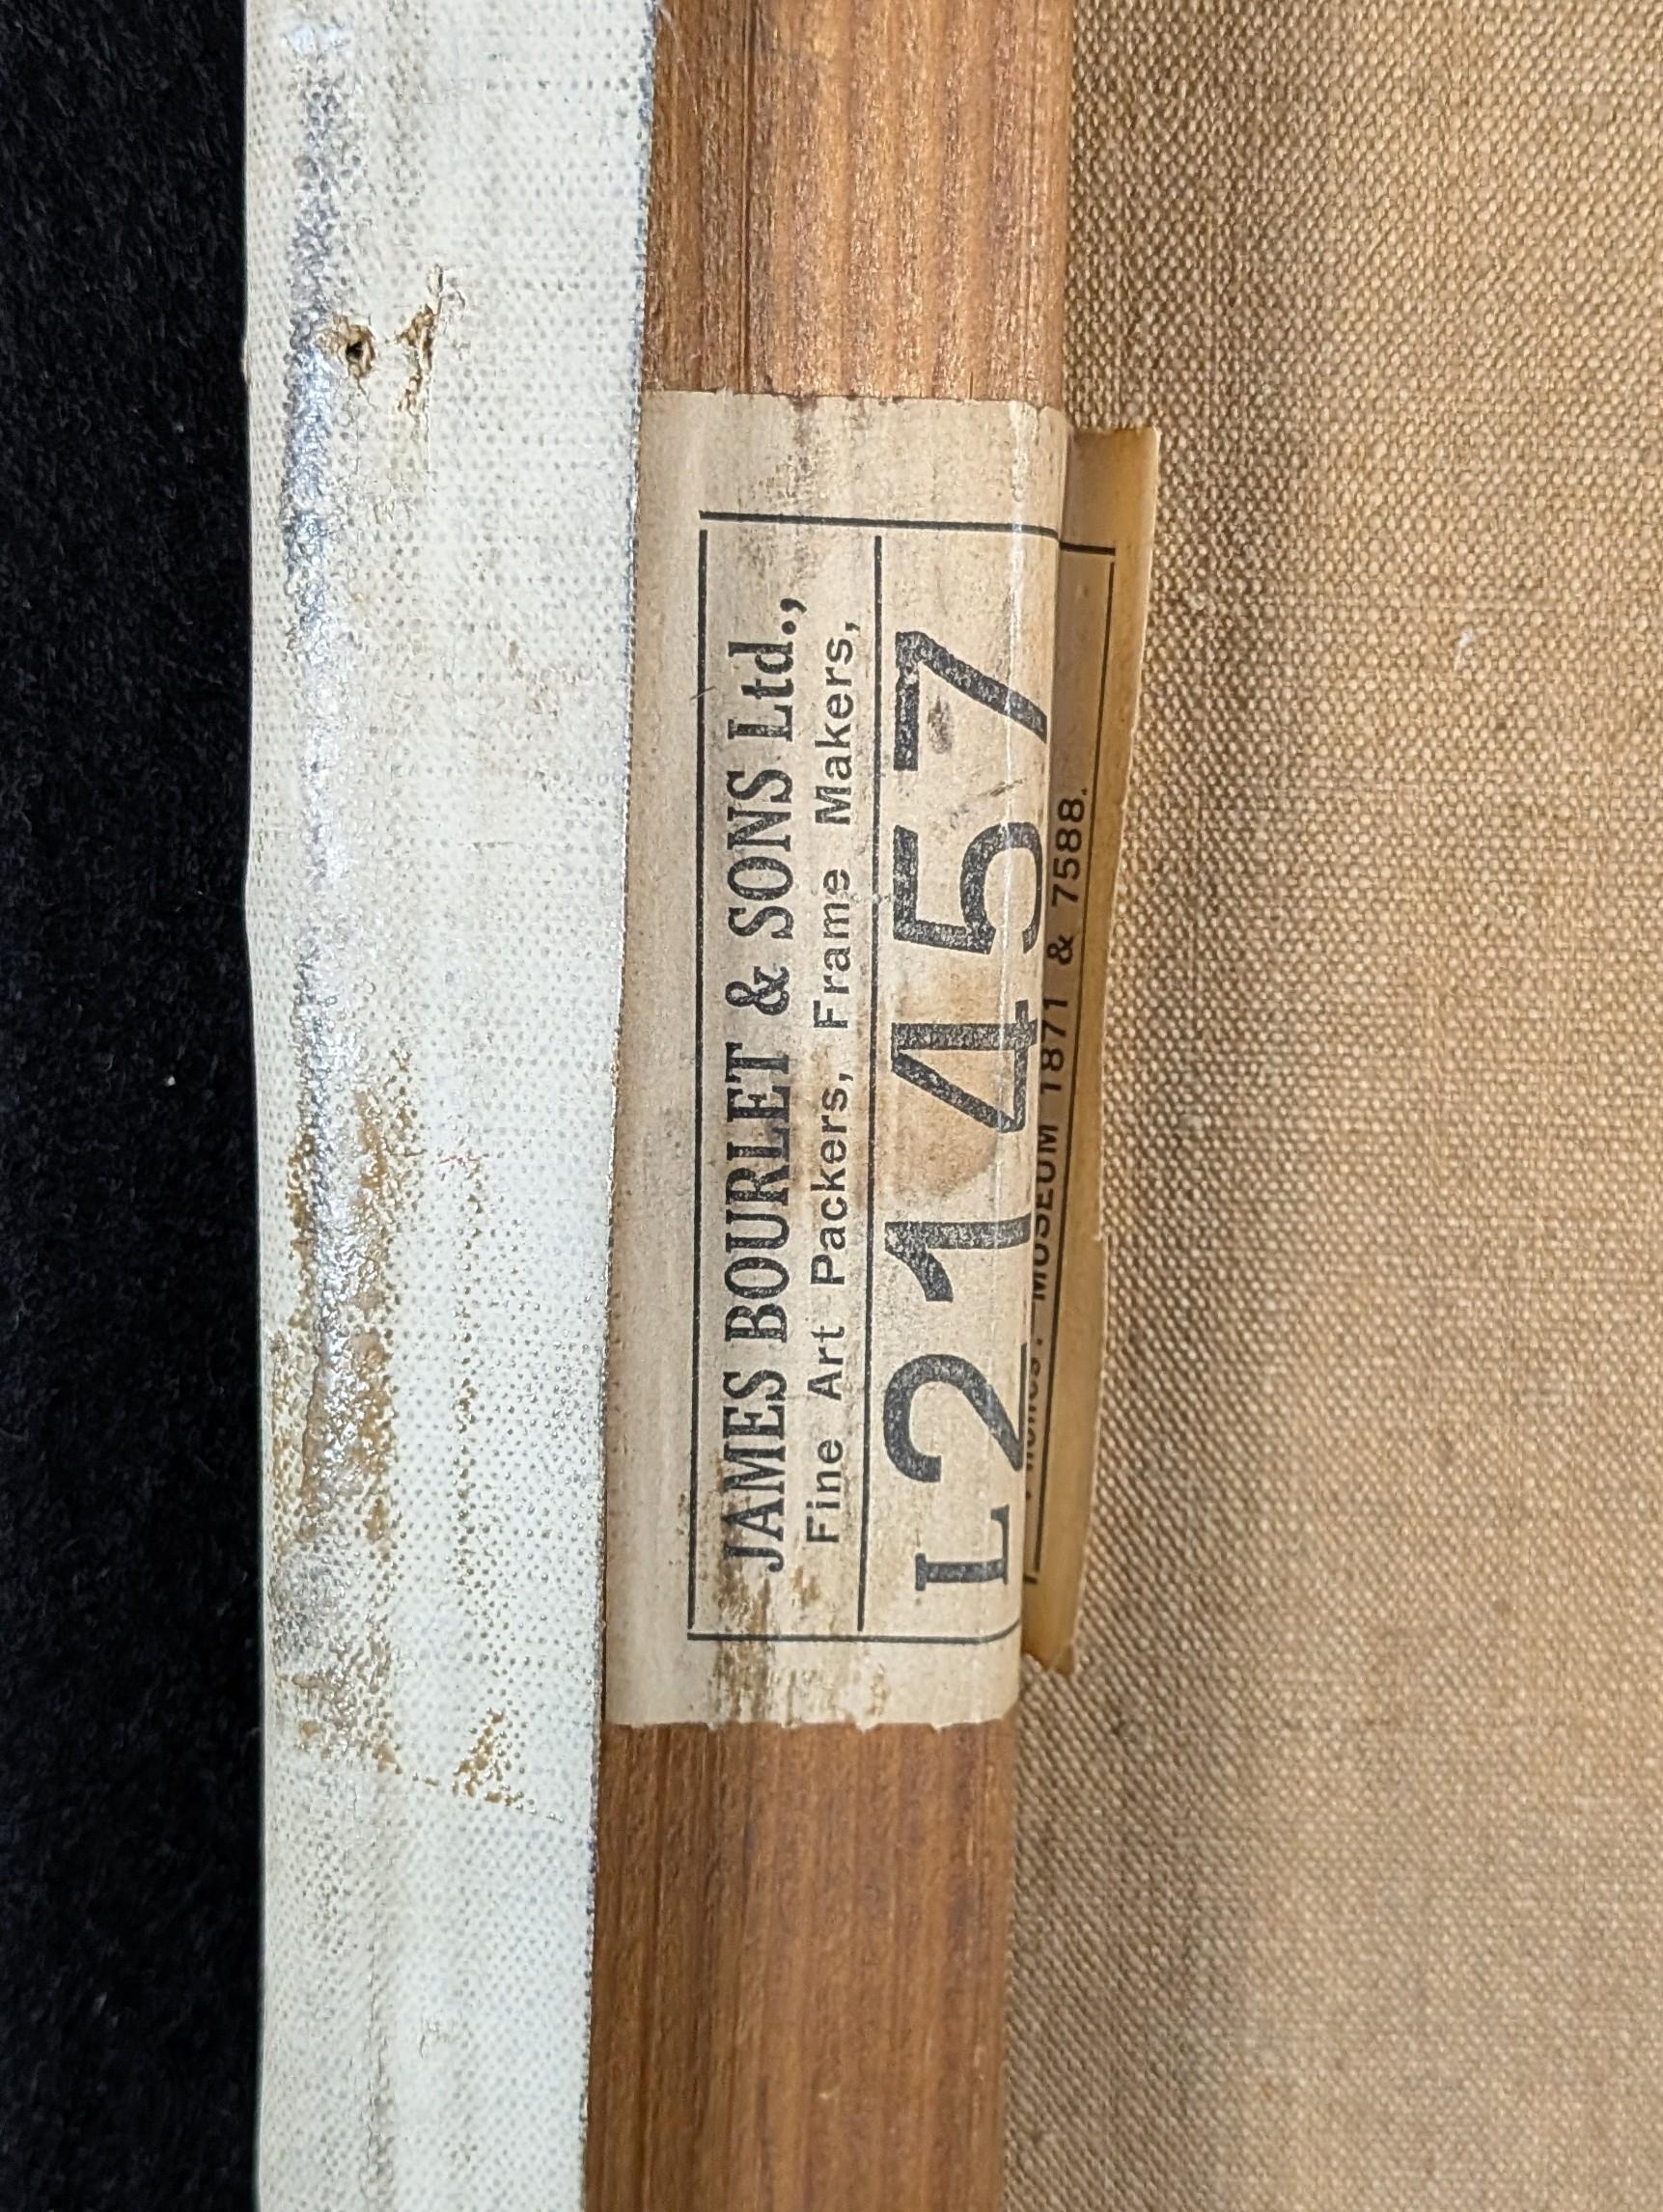 JAMES BOURLET & SONS Ltd.,
Fine Art Packers, Frame Makers,
L21457
MUSEUM 1871 & 7588.